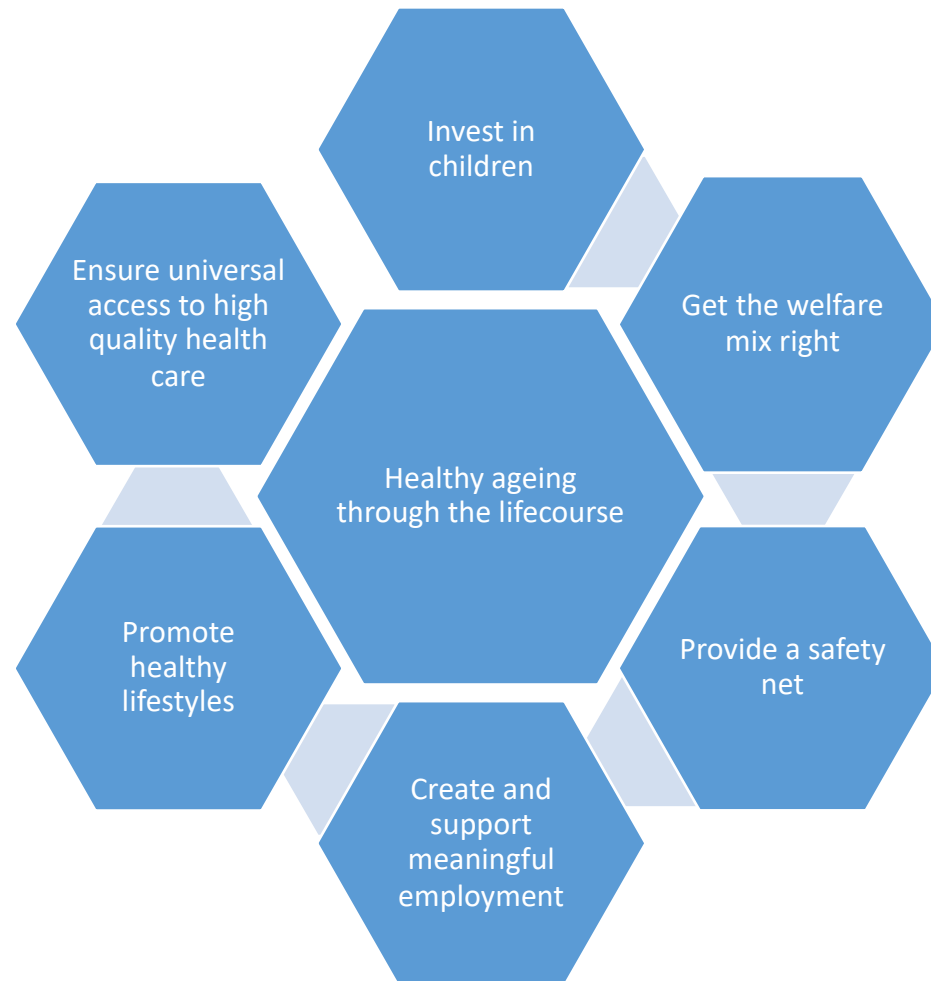 Invest in
children
Get the welfare
mix right
Provide a safety
net
Create and
support
meaningful
employment
Promote
healthy
lifestyles
Ensure universal
access to high
quality health
care
Healthy ageing
through the lifecourse